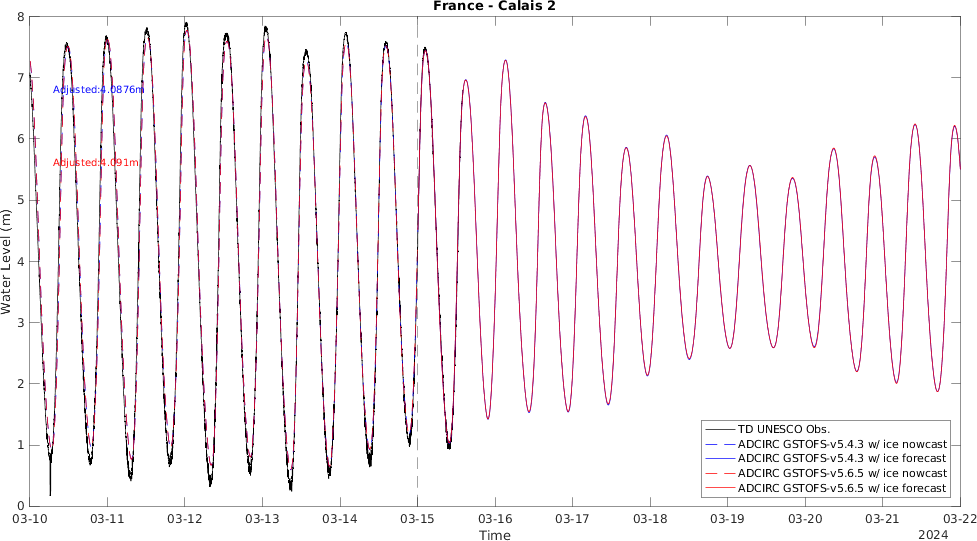 France - Calais 2
8
7
6
5
4
3
2
1
0
Water Level (m)
Adjusted:4.0876m
Adjusted:4.091m
TD UNESCO Obs.
ADCIRC GSTOFS-v5.4.3 w/ ice nowcast
ADCIRC GSTOFS-v5.4.3 w/ ice forecast
ADCIRC GSTOFS-v5.6.5 w/ ice nowcast
ADCIRC GSTOFS-v5.6.5 w/ ice forecast
03-10 03-11 03-12 03-13 03-14 03-15 03-16 03-17 03-18 03-19 03-20 03-21 03-22
Time
2024